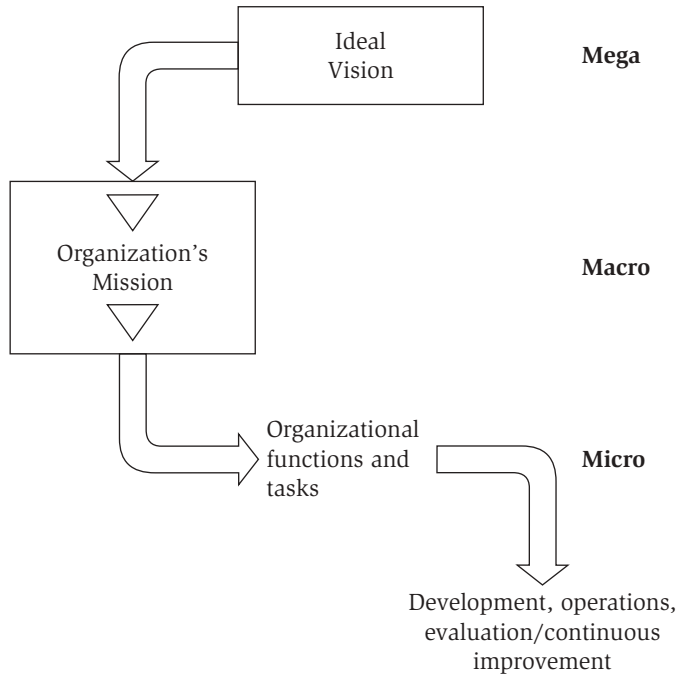 Ideal
Vision
Mega
Organization’s
Mission
Macro
Organizational
functions and
tasks
Micro
Development, operations,
evaluation/continuous
improvement